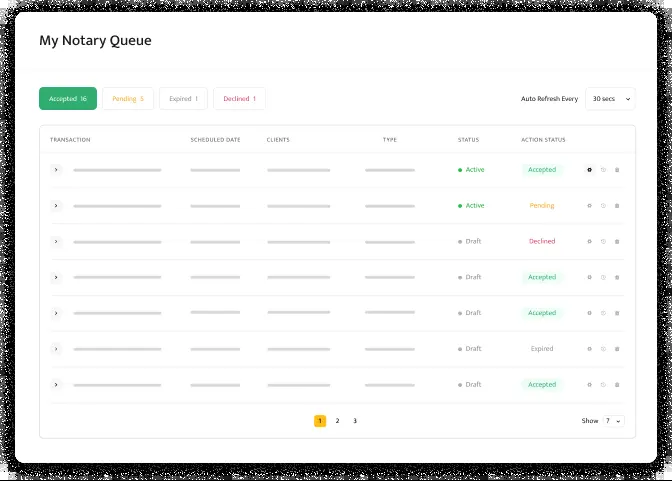 My Notary Queue
Accepted 16 Pending 5 Expired 1 Declined 1 Auto Refresh Every 30 secs
TRANSACTION SCHEDULED DATE CLIENTS TYPE STATUS ACTION STATUS
Active Accepted
Active Pending
Draft Declined
Draft Accepted
Draft Accepted
Draft Expired
Draft Accepted
1 2 3 Show 7